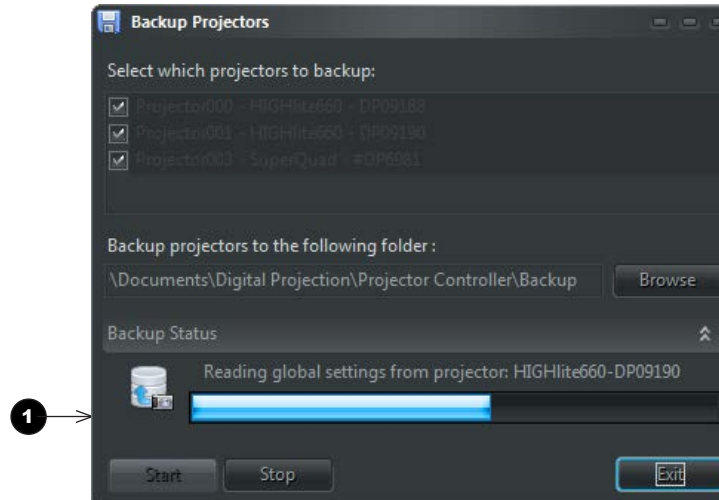 Backup Projectors
Select which projectors to backup:
Projector000 - HIGHlite660 - DP09188
Projector001 - HIGHlite660 - DP09190
Projector003 - SuperQuad - #DP6981
Backup projectors to the following folder :
\Documents\Digital Projection\Projector Controller\Backup Browse
Backup Status
Reading global settings from projector: HIGHlite660-DP09190
1
Start Stop Exit